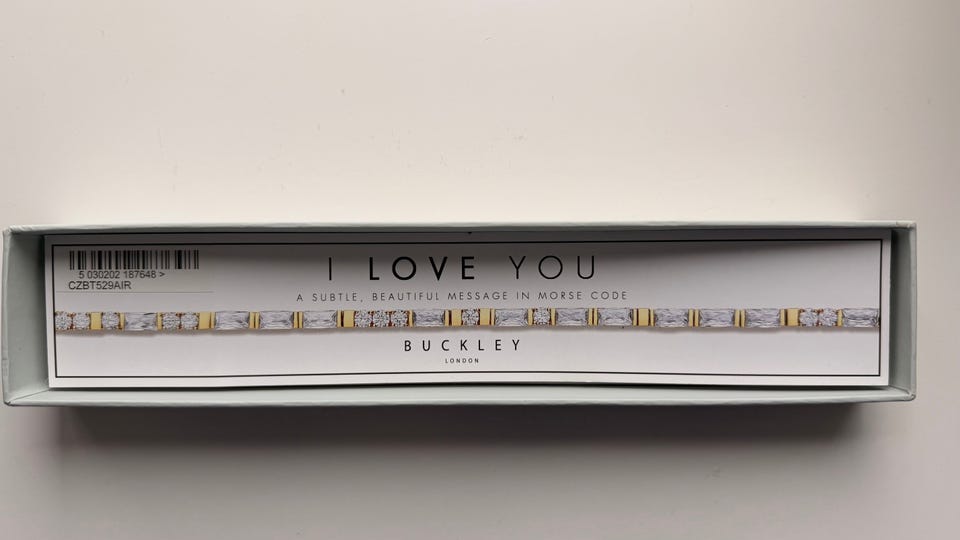 5 030202 187648 >
CZBT529AIR
I LOVE YOU
A SUBTLE, BEAUTIFUL MESSAGE IN MORSE CODE
BUCKLEY
LONDON